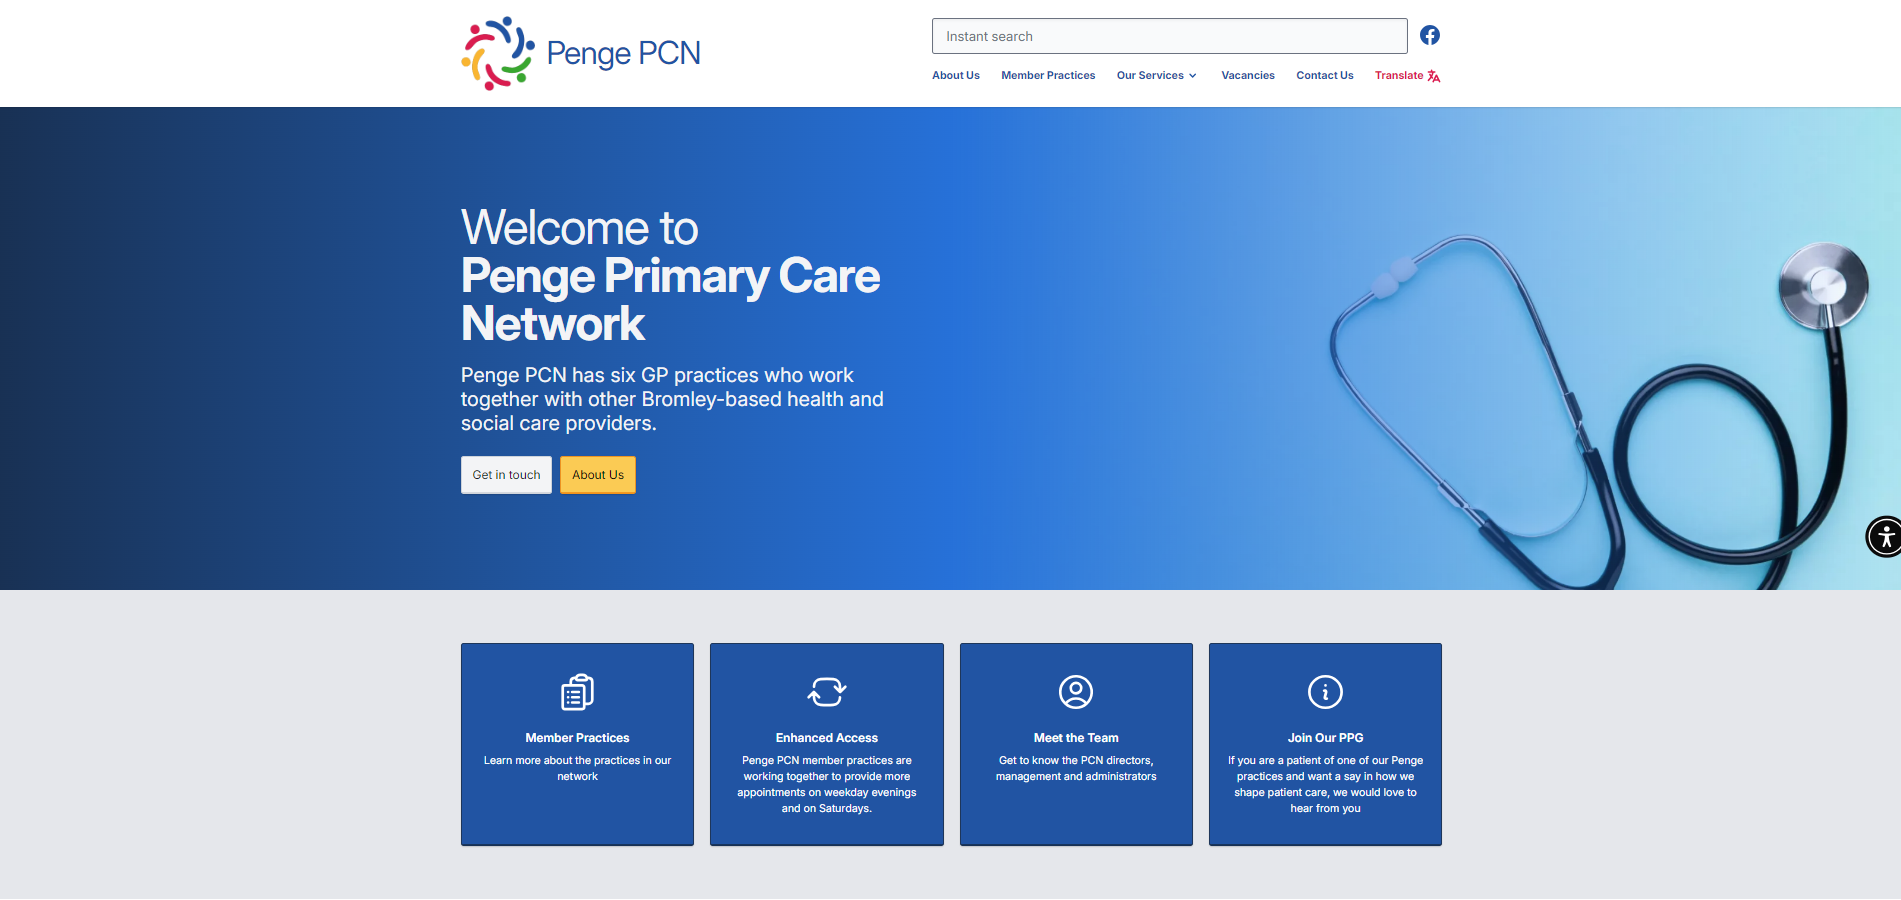 Penge PCN
Instant search
About Us
Member Practices
Our Services
Vacancies
Contact Us
Translate
Welcome to
Penge Primary Care
Network
Penge PCN has six GP practices who work
together with other Bromley-based health and
social care providers.
Get in touch
About Us
Member Practices
Learn more about the practices in our
network
Enhanced Access
Penge PCN member practices are
working together to provide more
appointments on weekday evenings
and on Saturdays.
Meet the Team
Get to know the PCN directors,
management and administrators
Join Our PPG
If you are a patient of one of our Penge
practices and want a say in how we
shape patient care, we would love to
hear from you